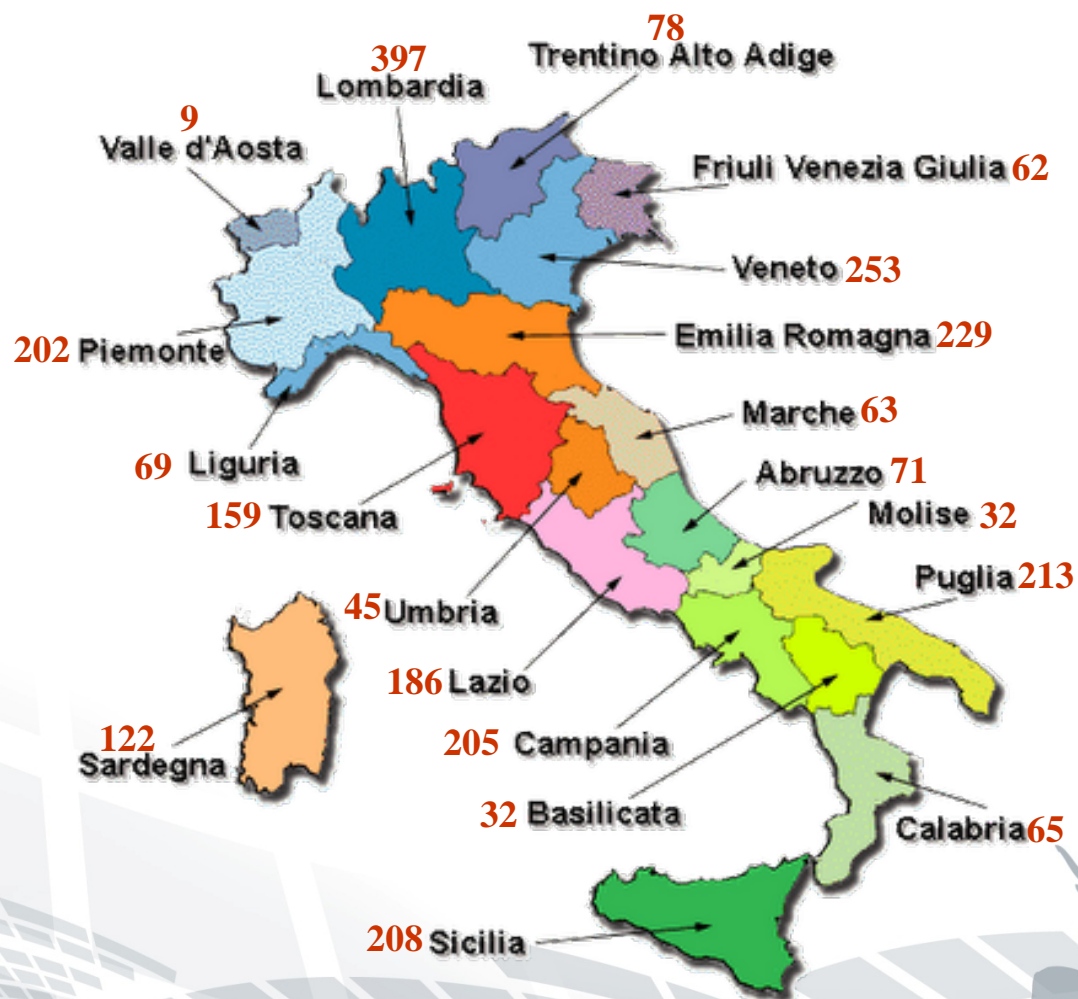 78
Trentino Alto Adige
397
Lombardia
9
Valle d'Aosta
Friuli Venezia Giulia 62
Veneto 253
202 Piemonte
Emilia Romagna 229
Marche 63
69 Liguria
Abruzzo 71
159 Toscana
Molise 32
Puglia 213
45 Umbria
186 Lazio
122
Sardegna
205 Campania
32 Basilicata
Calabria 65
208 Sicilia